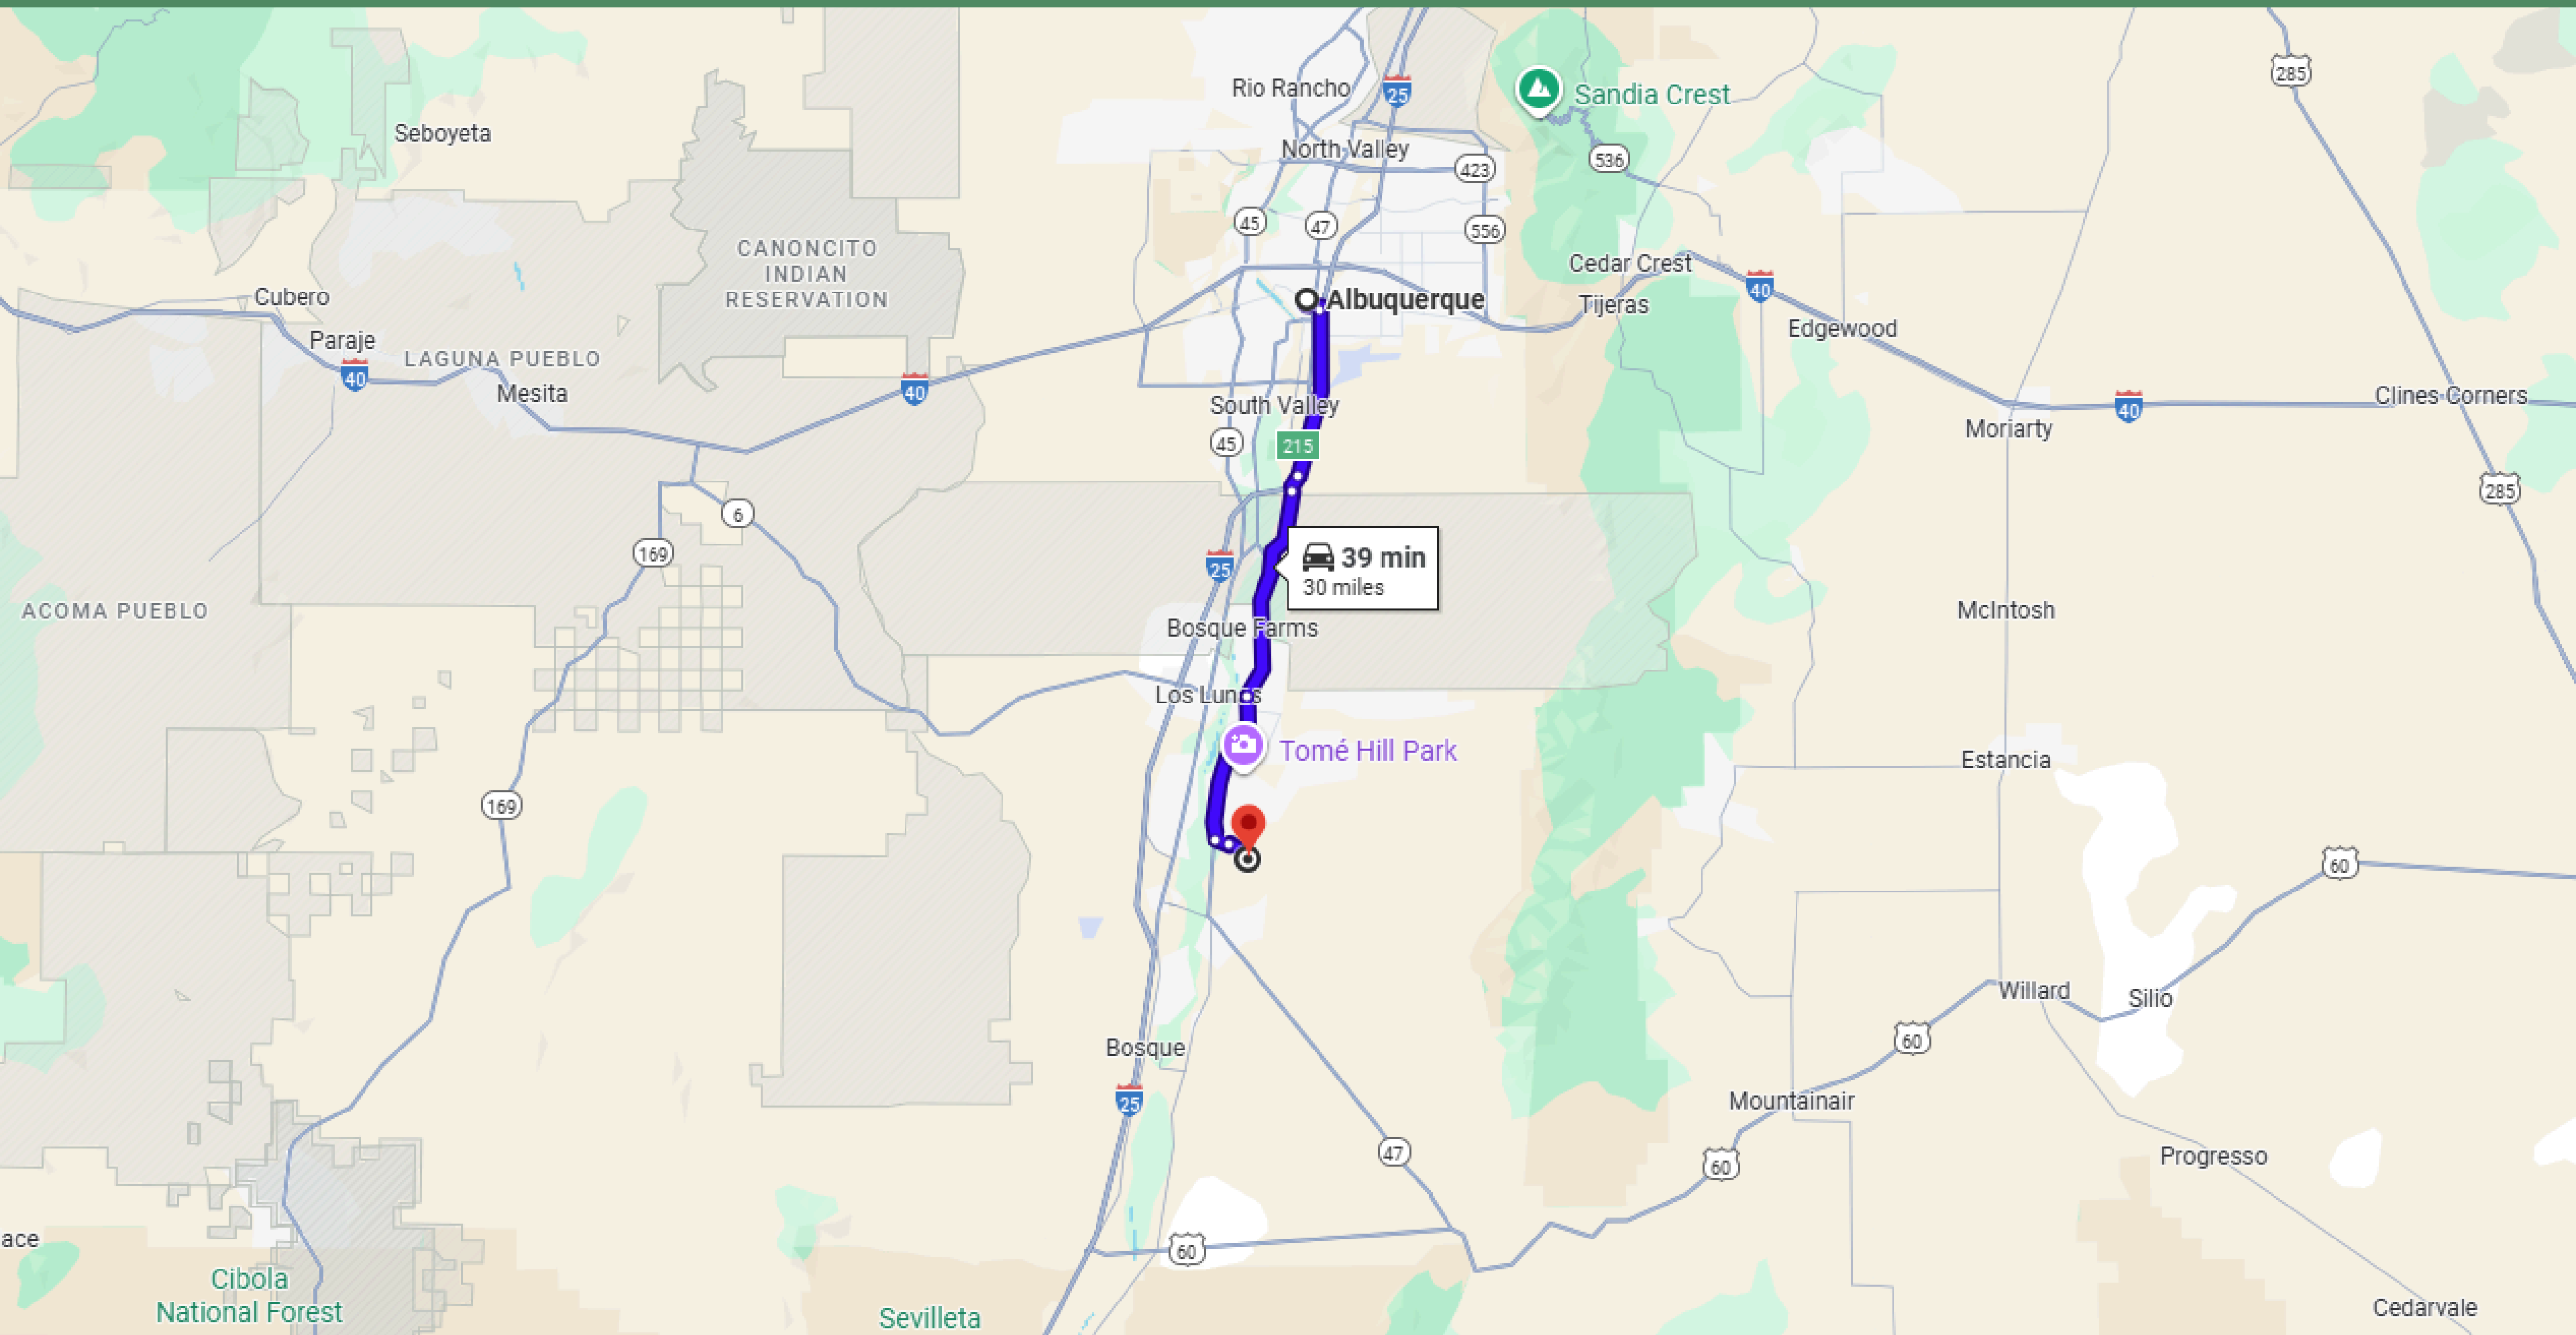 Rio Rancho
25
Sandia Crest
285
Seboyeta
North Valley
423
536
45
47
556
CANONCITO
INDIAN
RESERVATION
Cedar Crest
40
Cubero
Albuquerque
Tijeras
Edgewood
Paraje
LAGUNA PUEBLO
40
Mesita
40
South Valley
Clines Corners
40
Moriarty
45
215
285
6
169
25
39 min
30 miles
ACOMA PUEBLO
McIntosh
Bosque Farms
Los Lunas
Tomé Hill Park
Estancia
169
60
Willard
Silio
60
Bosque
25
Mountainair
47
60
Progresso
ace
60
Cibola
National Forest
Sevilleta
Cedarvale